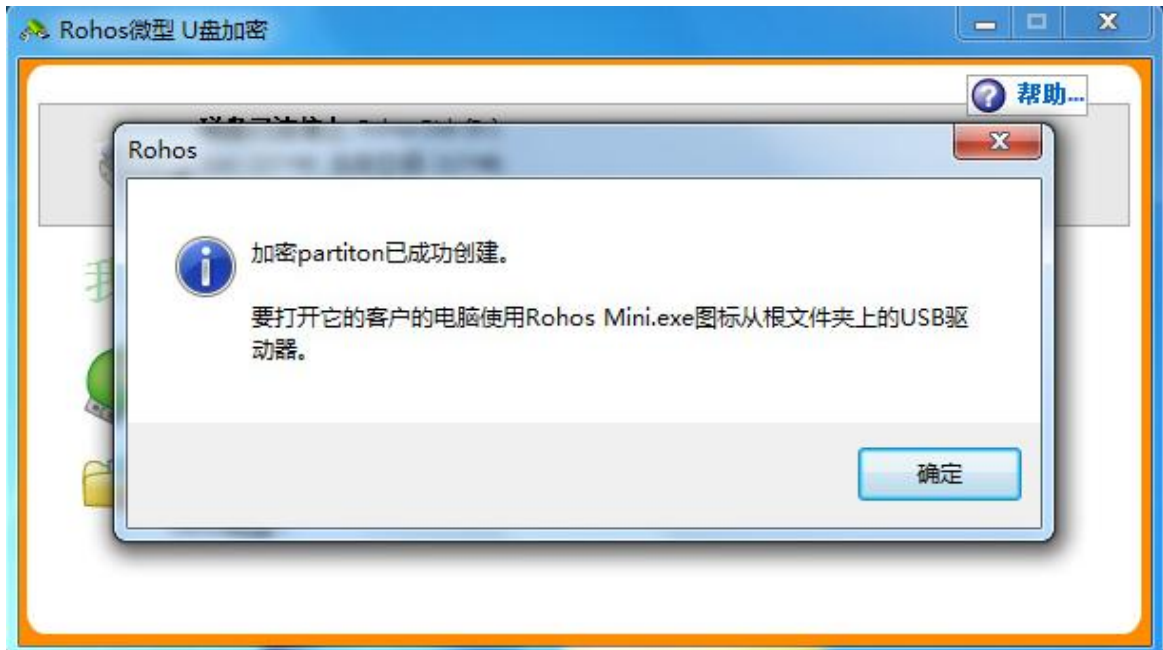 Rohos微型 U盘加密
帮助...
Rohos
加密partiton已成功创建。
要打开它的客户的电脑使用Rohos Mini.exe图标从根文件夹上的USB驱
动器。
确定